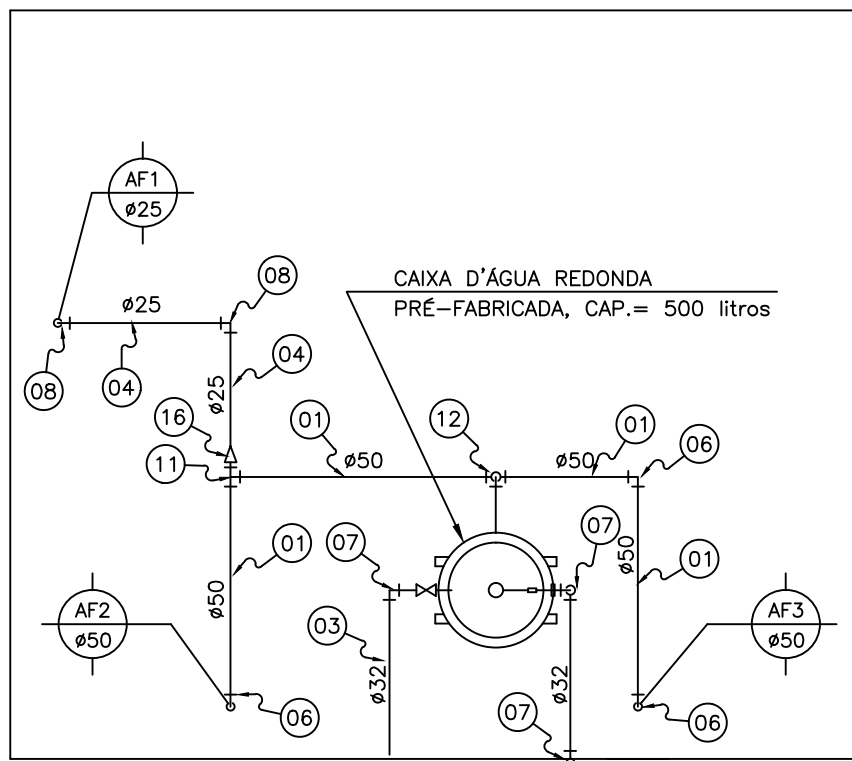 AF1
ø25
08
CAIXA D'ÁGUA REDONDA
PRÉ-FABRICADA, CAP.= 500 litros
ø25
08
04
04
ø25
16
01
12
01
11
ø50
ø50
06
01
07
07
ø50
01
ø50
AF2
ø50
03
AF3
ø50
ø32
ø32
06
07
06